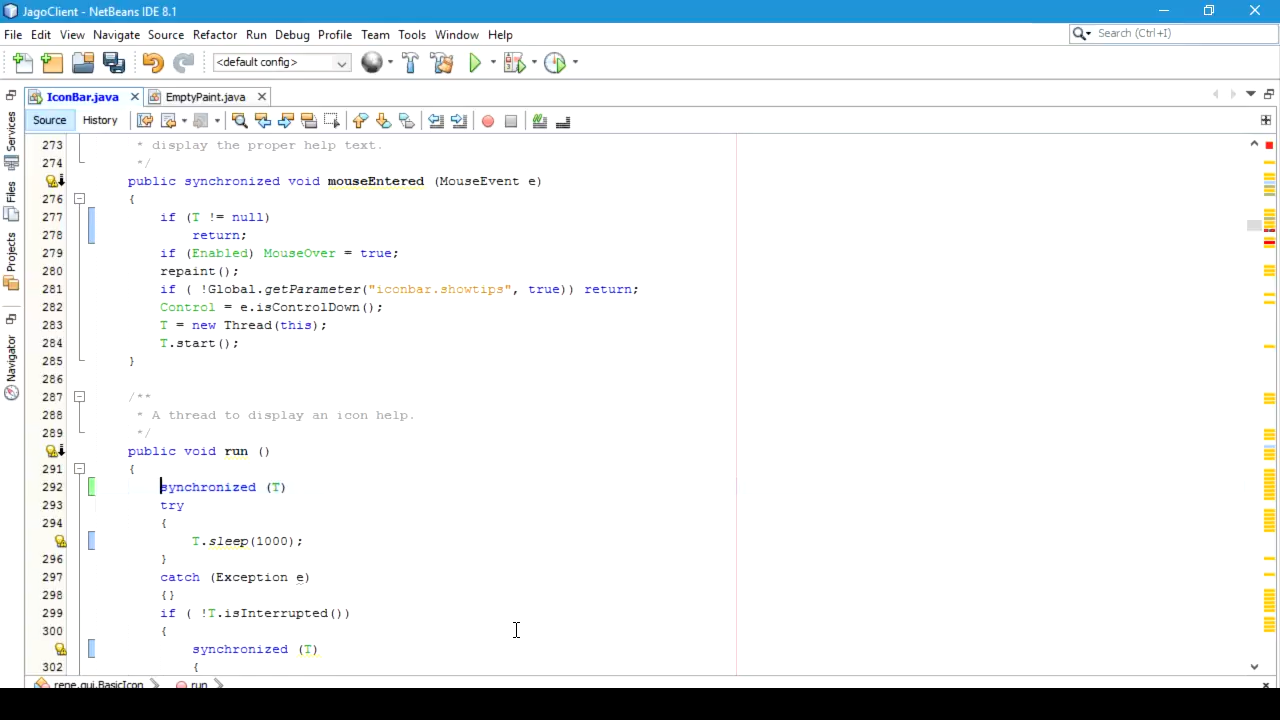 JagoClient - NetBeans IDE 8.1
File Edit View Navigate Source Refactor Run Debug Profile Team Tools Window Help
Search (Ctrl+I)
<default config>
IconBar.java
EmptyPaint.java
Source
History
Services
Files
Projects
Navigator
273 * display the proper help text.
274 */
public synchronized void mouseEntered (MouseEvent e)
276 {
277 if (T != null)
278 return;
279 if (Enabled) MouseOver = true;
280 repaint();
281 if ( !Global.getParameter("iconbar.showtips", true)) return;
282 Control = e.isControlDown();
283 T = new Thread(this);
284 T.start();
285 }
286
287 /**
288 * A thread to display an icon help.
289 */
public void run ()
291 {
292 synchronized (T)
293 try
294 {
T.sleep(1000);
296 }
297 catch (Exception e)
298 {}
299 if ( !T.isInterrupted())
300 {
synchronized (T)
302 {
rene.gui.BasicIcon
run